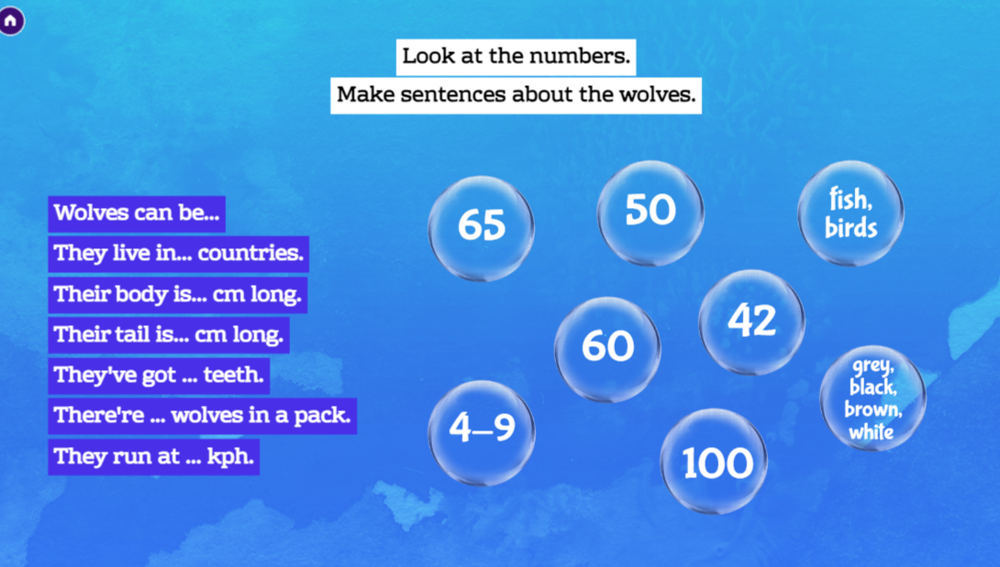 Look at the numbers.
Make sentences about the wolves.
Wolves can be...
They live in... countries.
Their body is... cm long.
Their tail is... cm long.
They've got ... teeth.
There're ... wolves in a pack.
They run at ... kph.
65
50
fish,
birds
60
42
grey,
black,
brown,
white
4–9
100